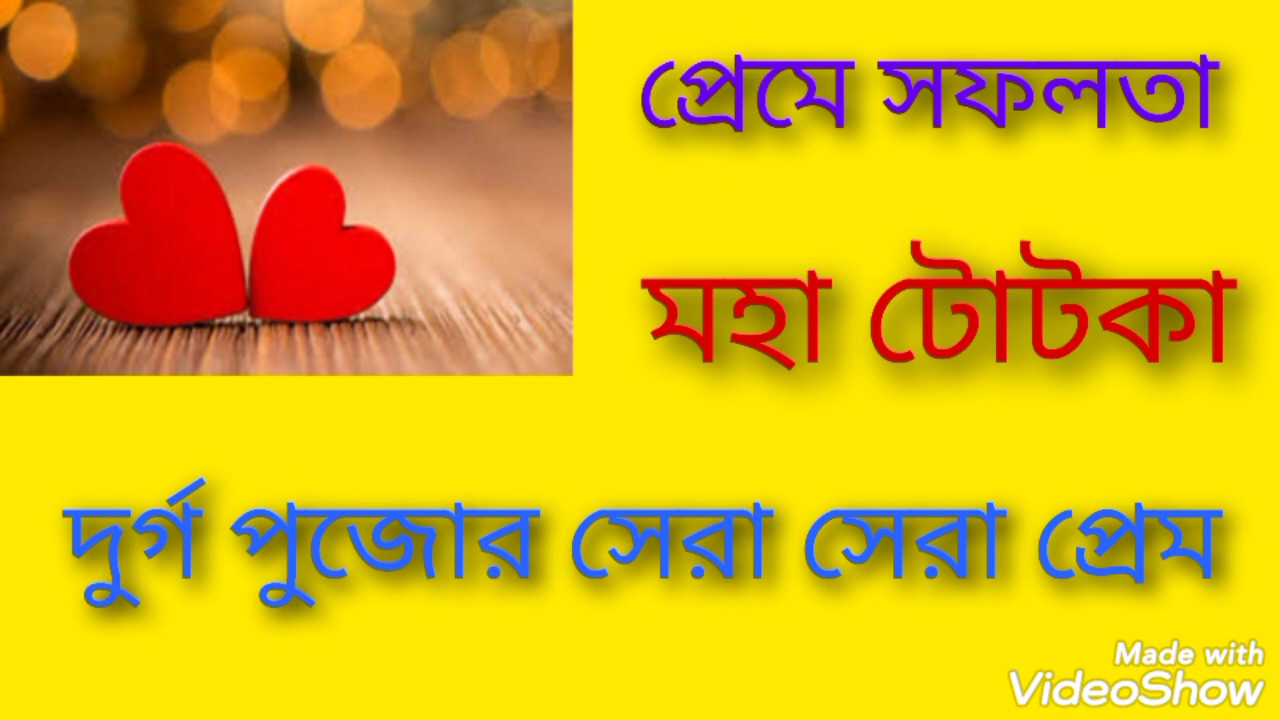 প্রেমে সফলতা
মহা টোটকা
দুর্গ পুজোর সেরা সেরা প্রেম
Made with
VideoShow